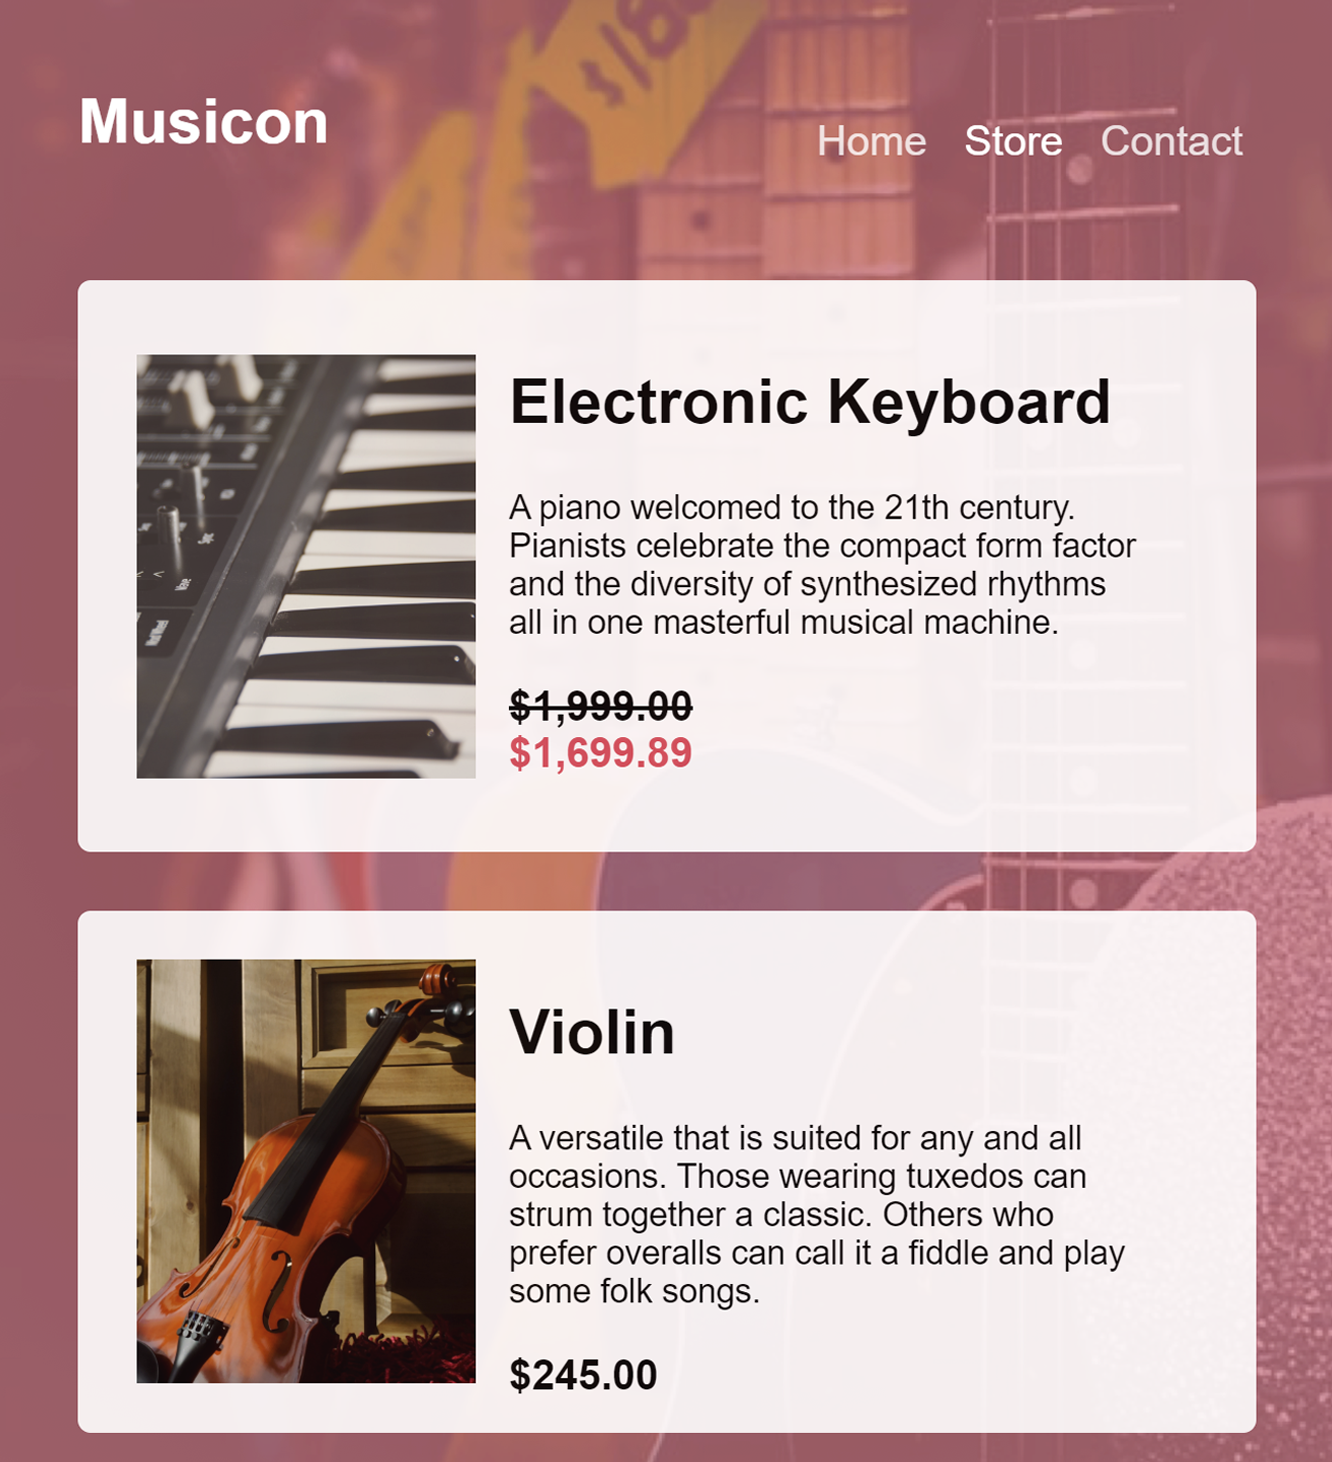 Musicon
Home Store Contact
Electronic Keyboard
A piano welcomed to the 21th century.
Pianists celebrate the compact form factor
and the diversity of synthesized rhythms
all in one masterful musical machine.
$1,999.00
$1,699.89
Violin
A versatile that is suited for any and all
occasions. Those wearing tuxedos can
strum together a classic. Others who
prefer overalls can call it a fiddle and play
some folk songs.
$245.00